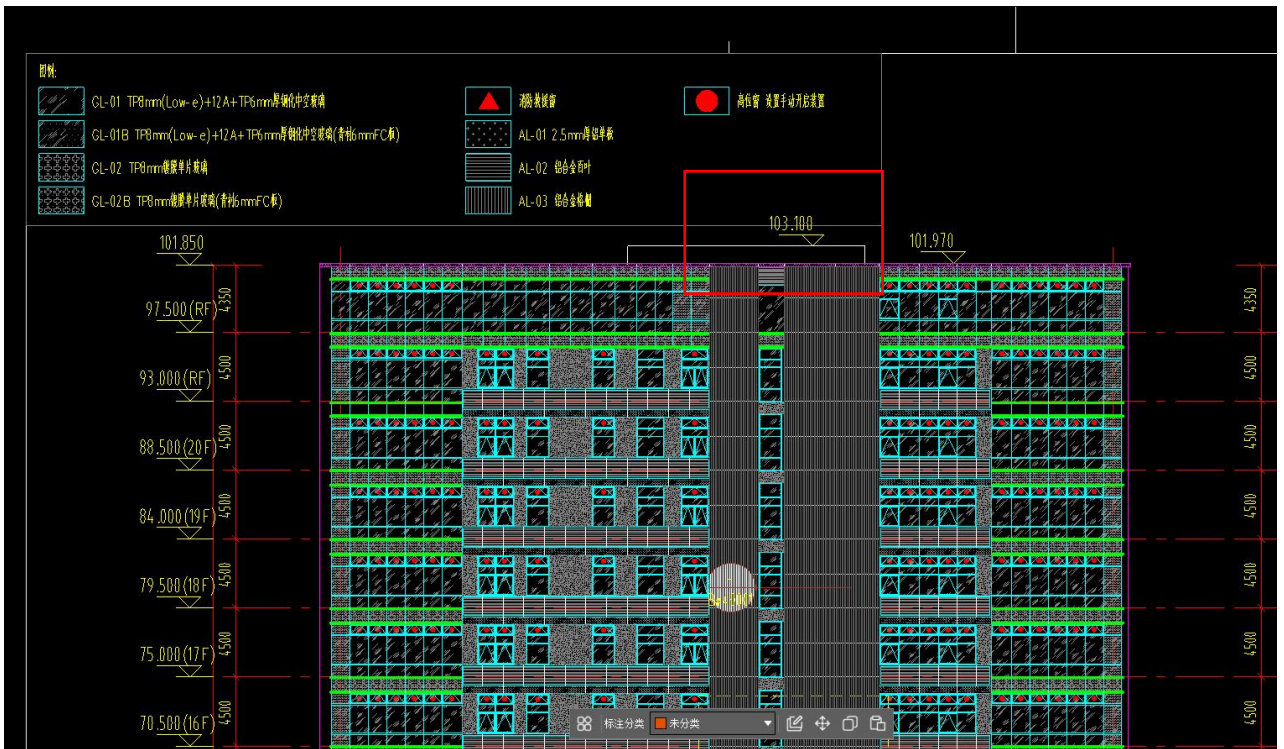 图例:
GL-01 TP8mm(Low-e)+12A+TP6mm厚钢化中空玻璃
GL-01B TP8mm(Low-e)+12A+TP6mm厚钢化中空玻璃(背衬6mmFC板)
GL-02 TP8mm镀膜单片玻璃
GL-02B TP8mm镀膜单片玻璃(背衬6mmFC板)
消防救援窗
AL-01 2.5mm厚铝单板
AL-02 铝合金百叶
AL-03 铝合金格栅
高位窗 设置手动开启装置
103.100
101.850
101.970
4350
4350
97.500(RF)
4500
4500
93.000(RF)
4500
4500
88.500(20F)
4500
4500
84.000(19F)
4500
4500
79.500(18F)
4500
4500
75.000(17F)
4500
4500
70.500(16F)
标注分类
未分类